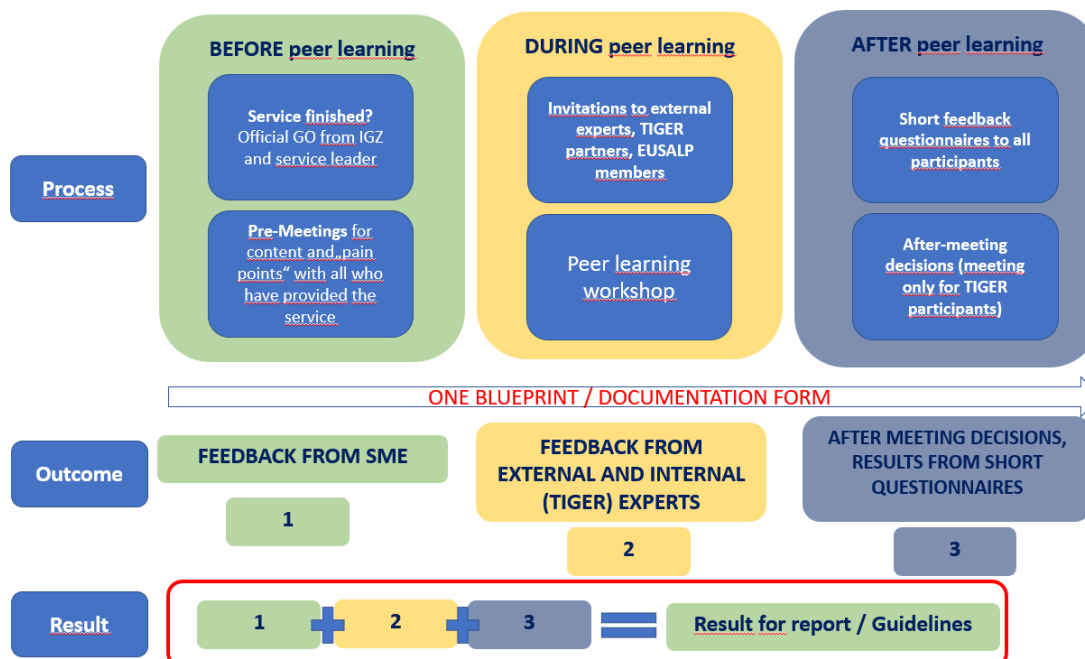 BEFORE peer learning
DURING peer learning
AFTER peer learning
Process
Service finished?
Official GO from IGZ
and service leader
Invitations to external
experts, TIGER
partners, EUSALP
members
Short feedback
questionnaires to all
participants
Pre-Meetings for
content and„pain
points“ with all who
have provided the
service
Peer learning
workshop
After-meeting
decisions (meeting
only for TIGER
participants)
ONE BLUEPRINT / DOCUMENTATION FORM
Outcome
FEEDBACK FROM SME
FEEDBACK FROM
EXTERNAL AND INTERNAL
(TIGER) EXPERTS
AFTER MEETING DECISIONS,
RESULTS FROM SHORT
QUESTIONNAIRES
1
2
3
Result
1 + 2 + 3 = Result for report / Guidelines